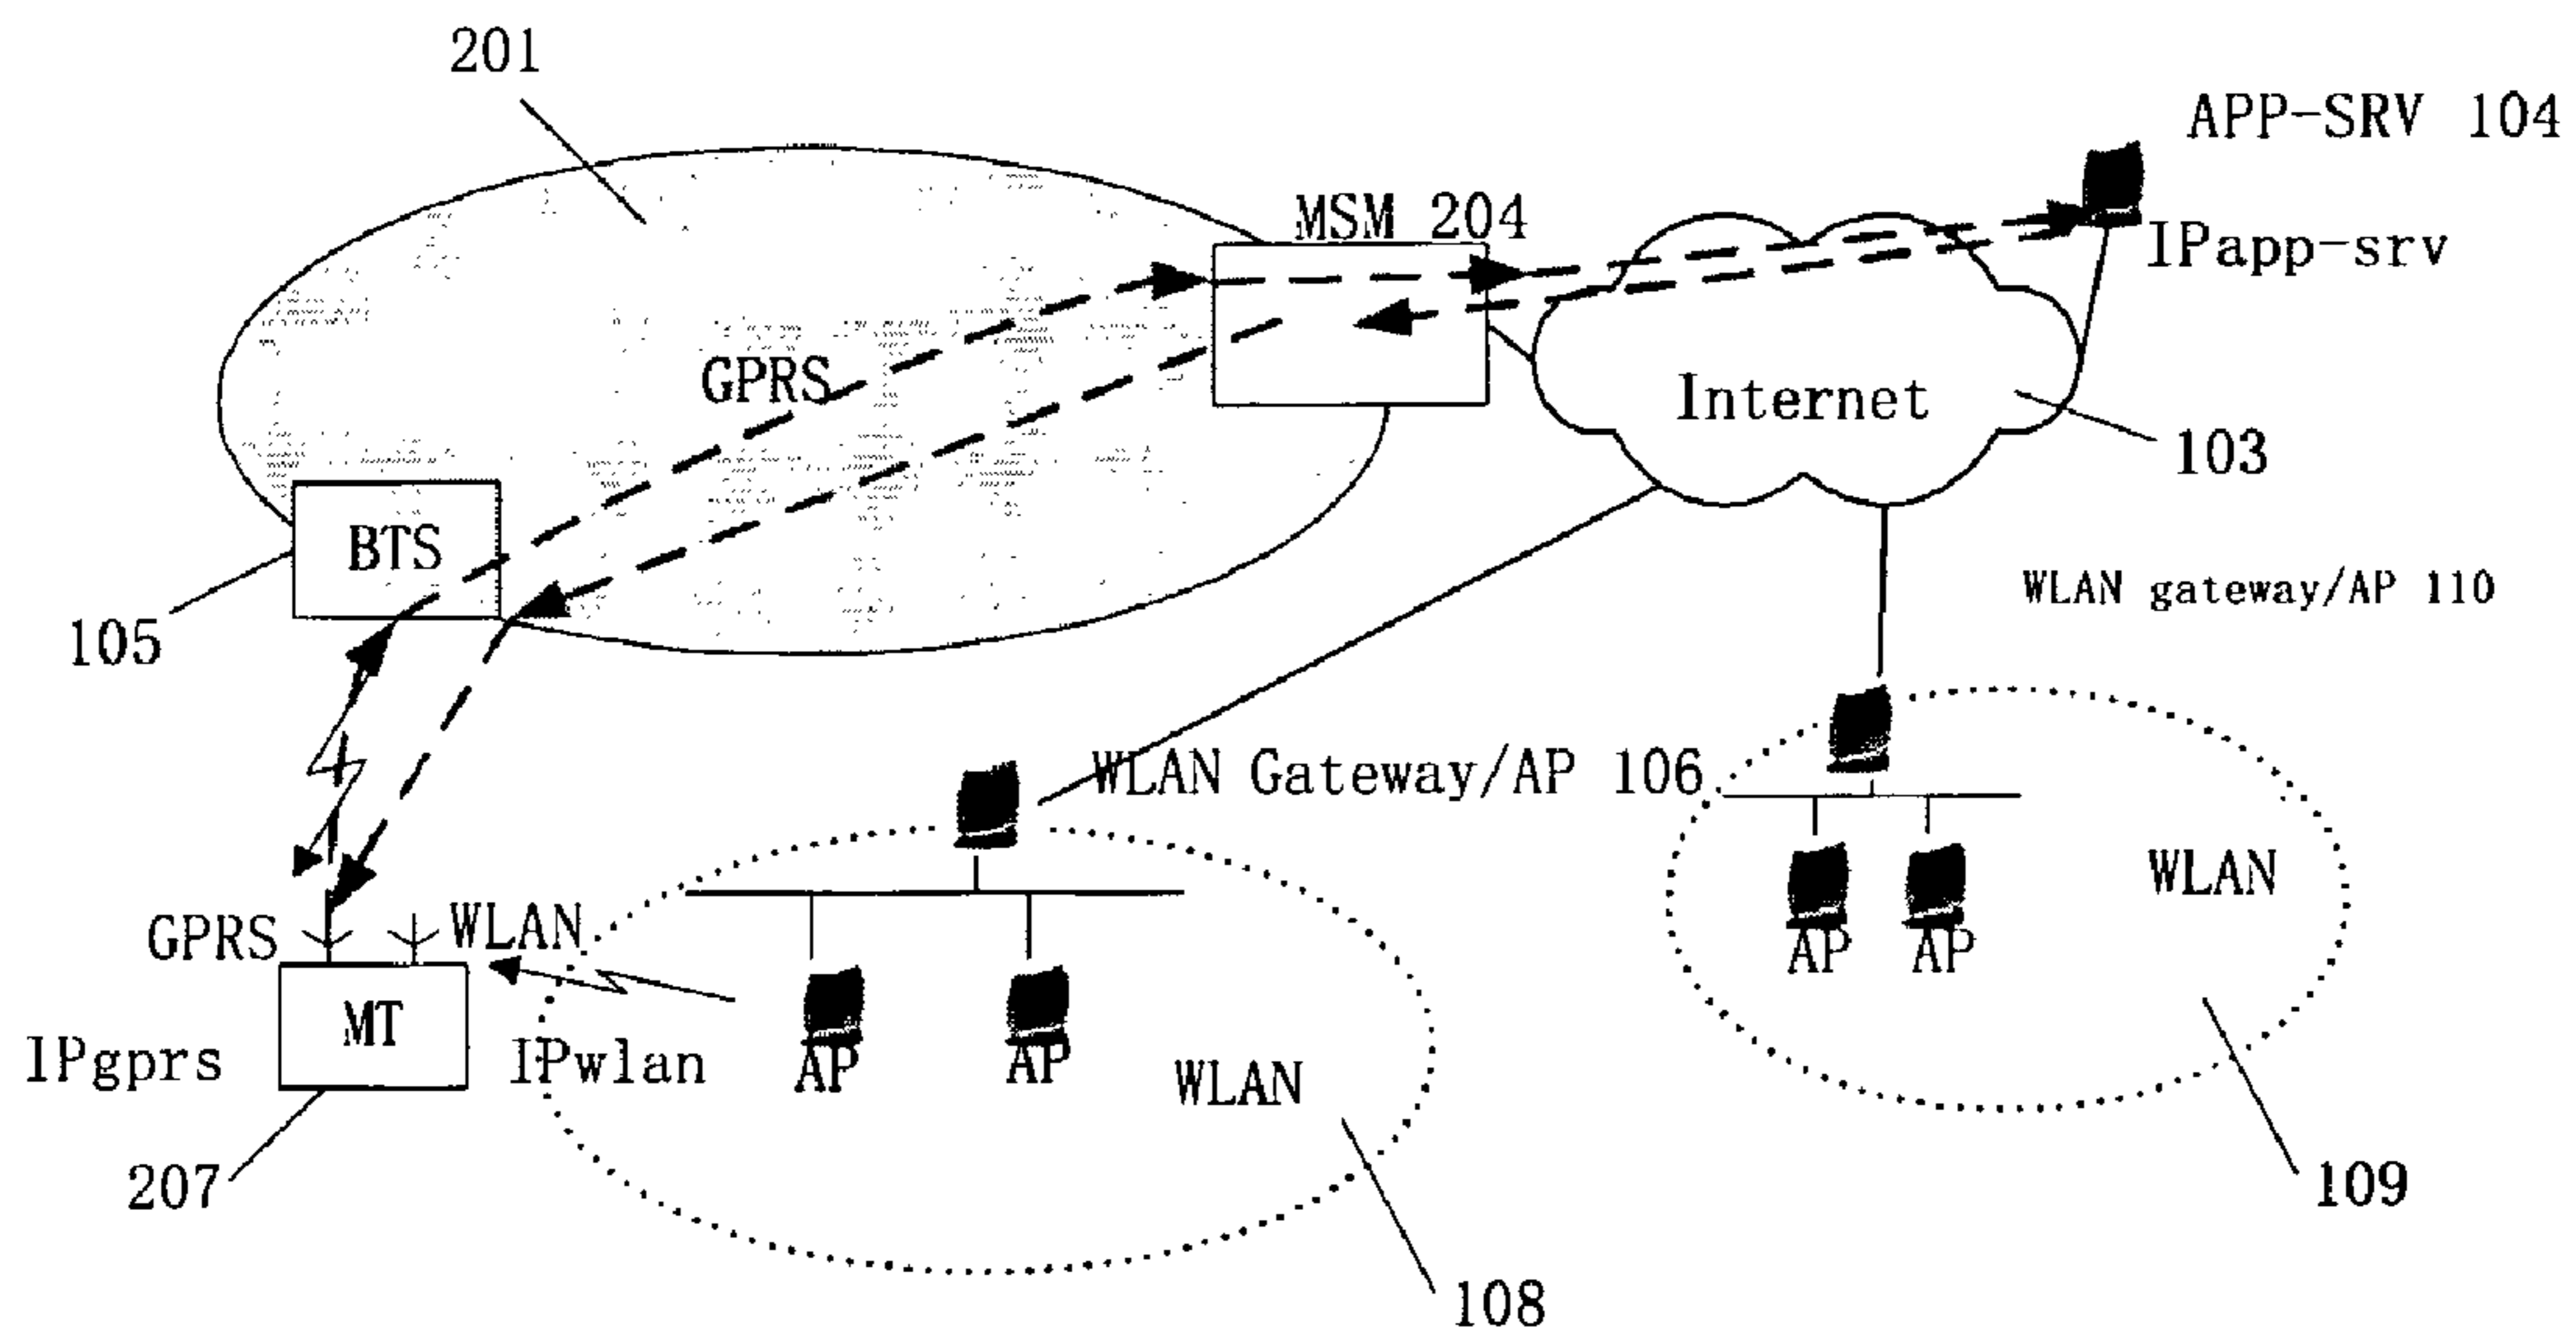 201
APP-SRV 104
MSM 204
IPapp-srv
GPRS
Internet
103
BTS
WLAN gateway/AP 110
105
WLAN Gateway/AP 106
WLAN
GPRS
WLAN
AP
AP
MT
IPgprs
IPwlan
AP
AP
WLAN
207
109
108